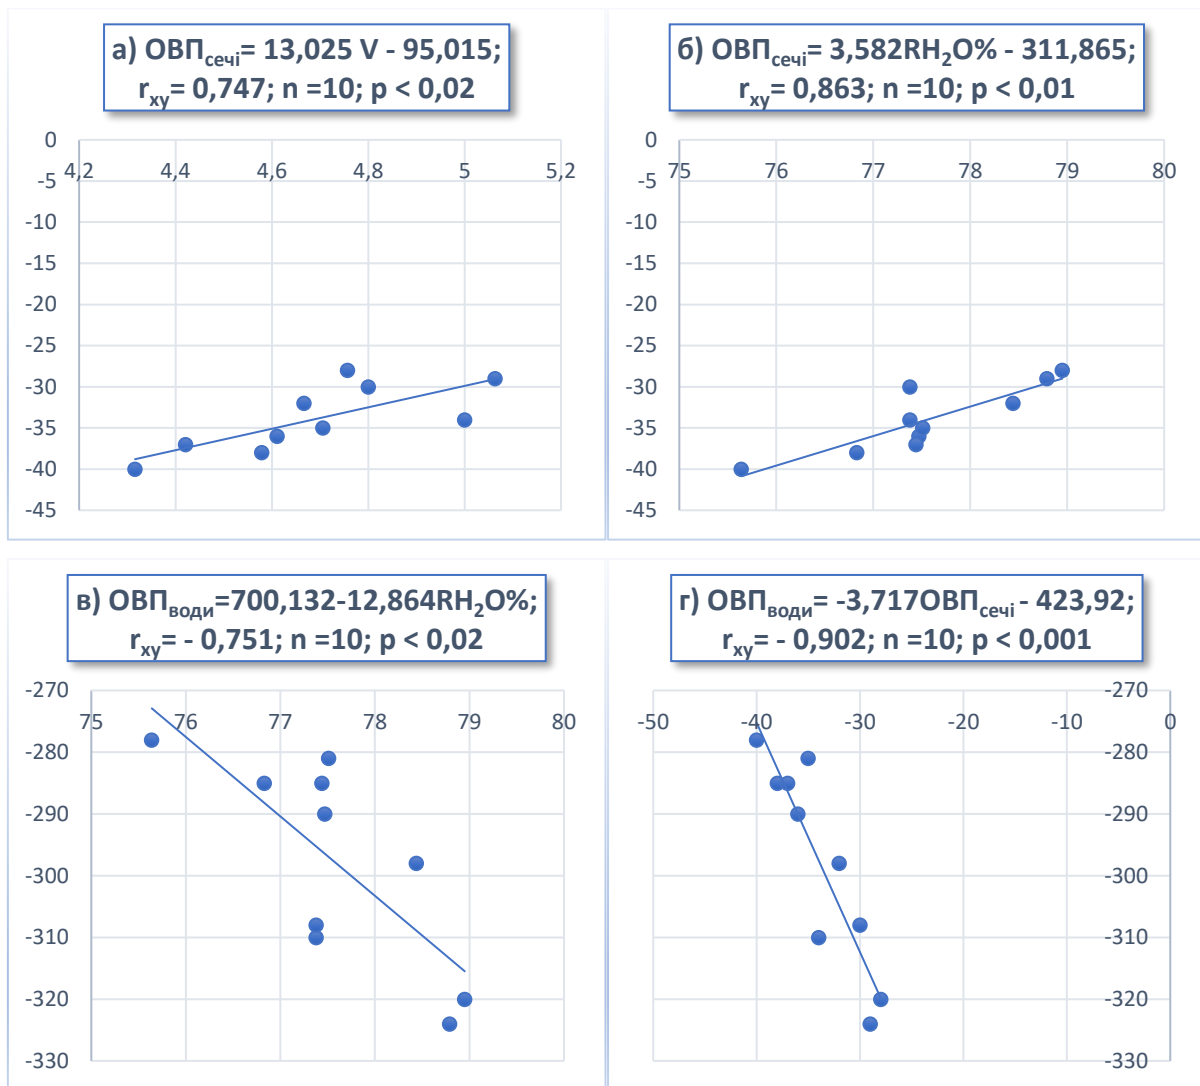 а) ОВПсечі= 13,025 V - 95,015;
rxy= 0,747; n =10; p < 0,02
0
4,2 4,4 4,6 4,8 5 5,2
-5
-10
-15
-20
-25
-30
-35
-40
-45
б) ОВПсечі= 3,582RH2O% - 311,865;
rxy= 0,863; n =10; p < 0,01
0
75 76 77 78 79 80
-5
-10
-15
-20
-25
-30
-35
-40
-45
в) ОВПводи=700,132-12,864RH2O%;
rxy= - 0,751; n =10; p < 0,02
-270
75 76 77 78 79 80
-280
-290
-300
-310
-320
-330
г) ОВПводи= -3,717ОВПсечі - 423,92;
rxy= - 0,902; n =10; p < 0,001
-270
-50 -40 -30 -20 -10 0
-280
-290
-300
-310
-320
-330